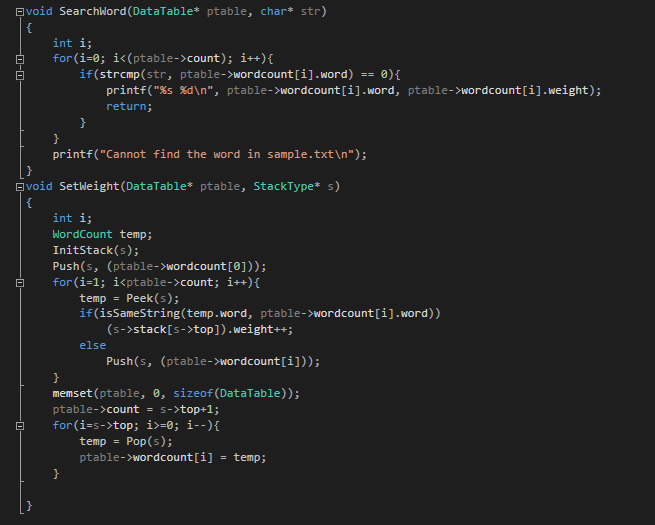 void SearchWord(DataTable* ptable, char* str)
{
    int i;
    for(i=0; i<(ptable->count); i++){
        if(strcmp(str, ptable->wordcount[i].word) == 0){
            printf("%s %d\n", ptable->wordcount[i].word, ptable->wordcount[i].weight);
            return;
        }
    }
    printf("Cannot find the word in sample.txt\n");
}
void SetWeight(DataTable* ptable, StackType* s)
{
    int i;
    WordCount temp;
    InitStack(s);
    Push(s, (ptable->wordcount[0]));
    for(i=1; i<ptable->count; i++){
        temp = Peek(s);
        if(isSameString(temp.word, ptable->wordcount[i].word))
            (s->stack[s->top]).weight++;
        else
            Push(s, (ptable->wordcount[i]));
    }
    memset(ptable, 0, sizeof(DataTable));
    ptable->count = s->top+1;
    for(i=s->top; i>=0; i--){
        temp = Pop(s);
        ptable->wordcount[i] = temp;
    }

}